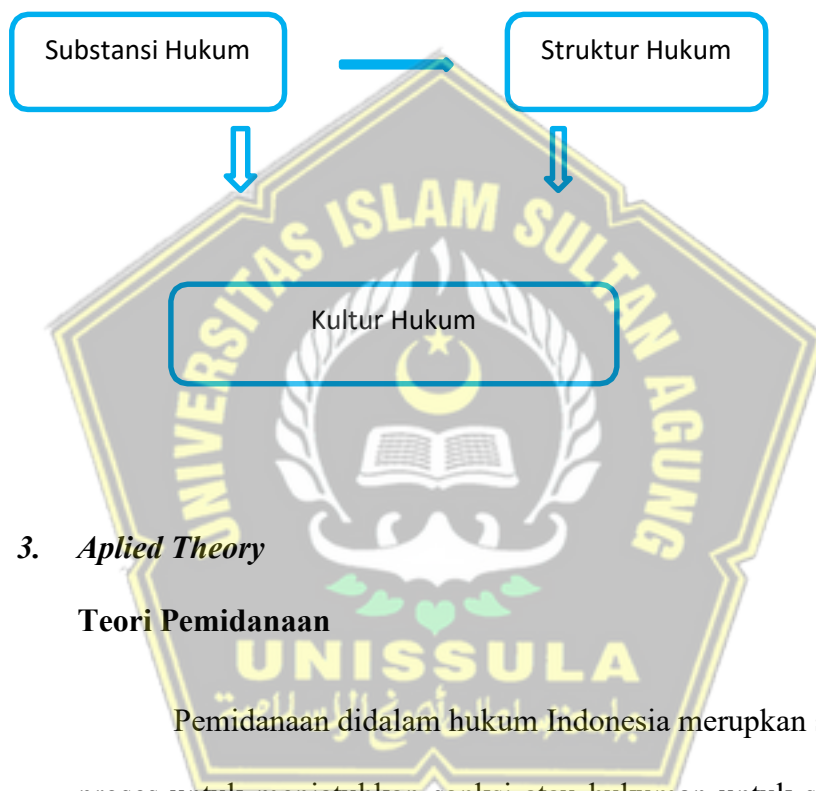 Substansi Hukum
Struktur Hukum
UNIVERSITAS ISLAM SULTAN AGUNG
Kultur Hukum
3. Aplied Theory
Teori Pemidanaan
UNISSULA
Pemidanaan didalam hukum Indonesia merupkan